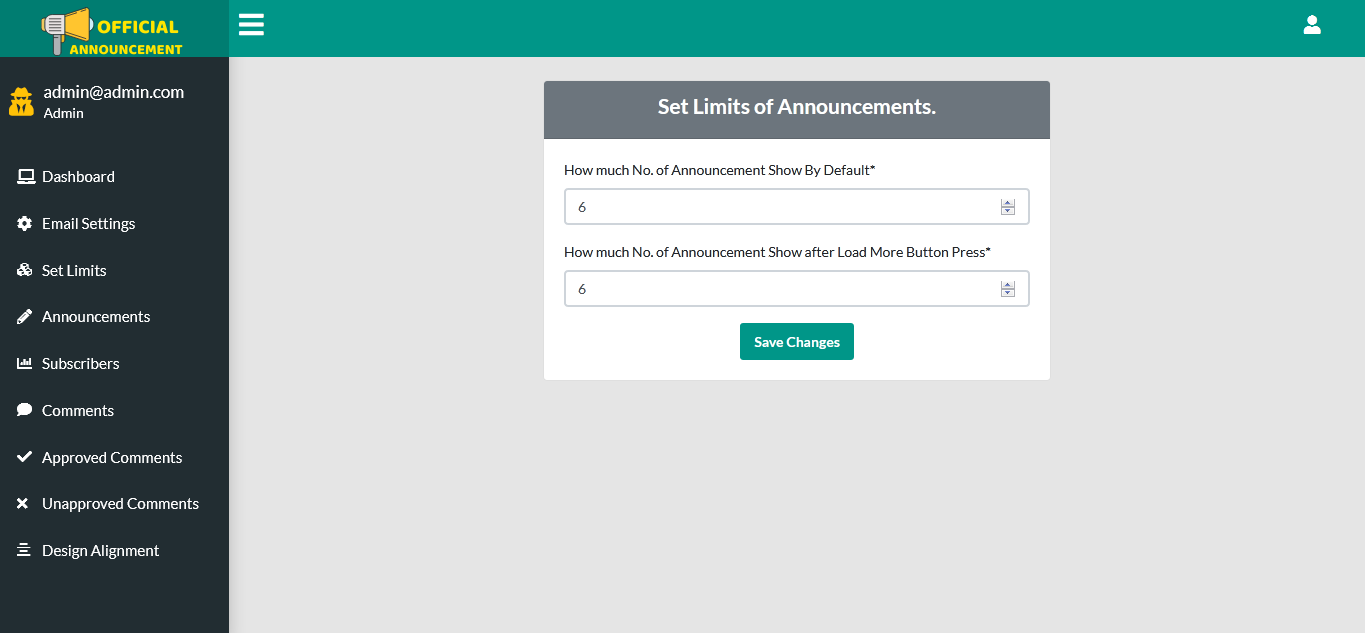 OFFICIAL
ANNOUNCEMENT
admin@admin.com
Admin
Dashboard
Email Settings
Set Limits
Announcements
Subscribers
Comments
Approved Comments
Unapproved Comments
Design Alignment
Set Limits of Announcements.
How much No. of Announcement Show By Default*
6
How much No. of Announcement Show after Load More Button Press*
6
Save Changes